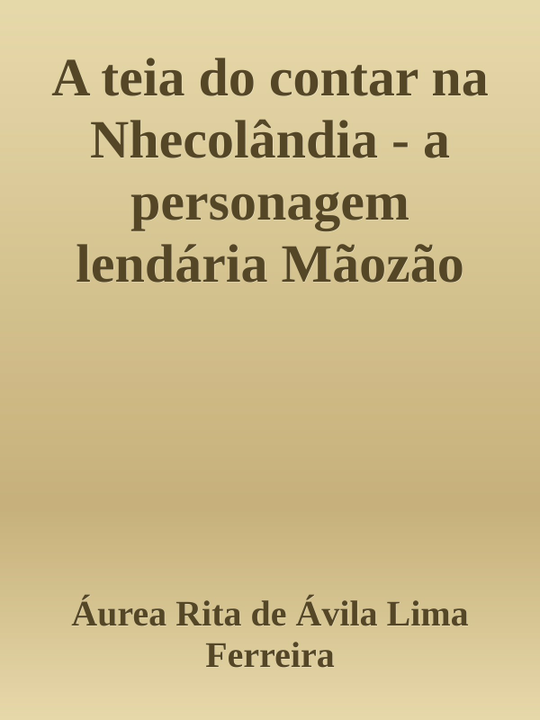 A teia do contar na
Nhecolândia - a
personagem
lendária Mãozão
Áurea Rita de Ávila Lima
Ferreira